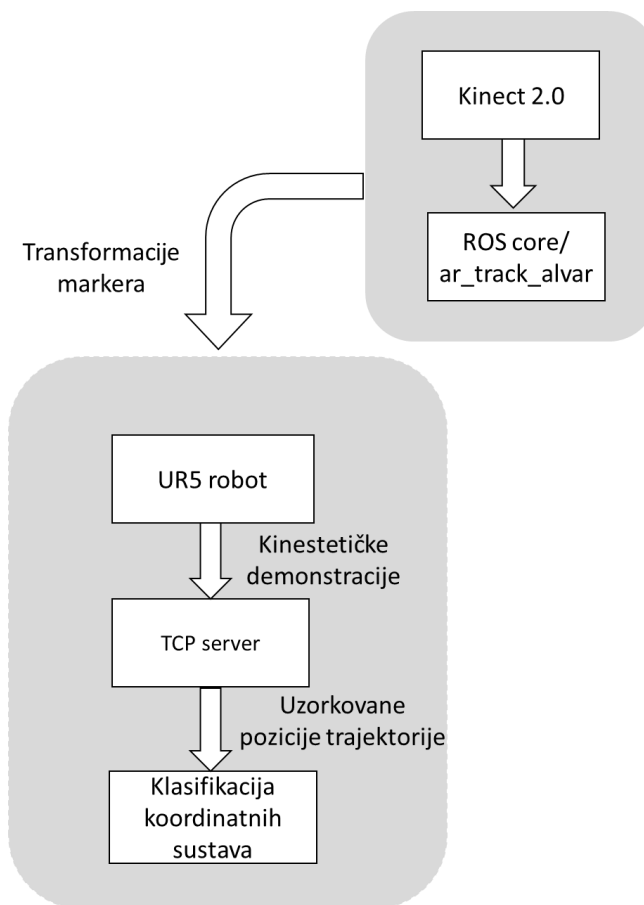 Kinect 2.0
ROS core/
ar_track_alvar
Transformacije
markera
UR5 robot
Kinestetičke
demonstracije
TCP server
Uzorkovane
pozicije trajektorije
Klasifikacija
koordinatnih
sustava